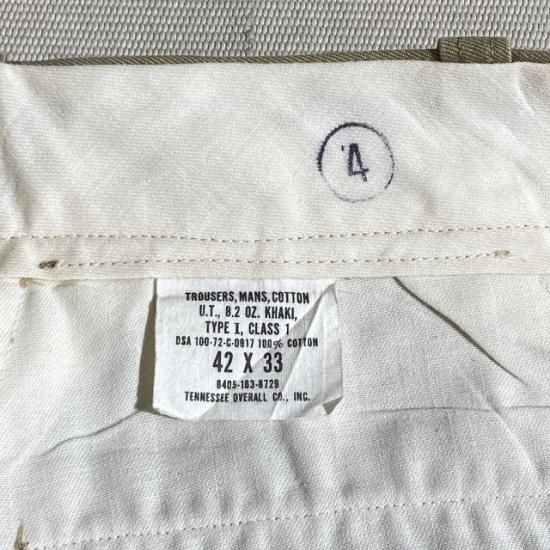 4
TROUSERS, MANS, COTTON
U.T., 8.2 OZ. KHAKI,
TYPE I, CLASS 1
DSA 100-72-C-0917 100% COTTON
42 X 33
8405-163-8729
TENNESSEE OVERALL CO., INC.